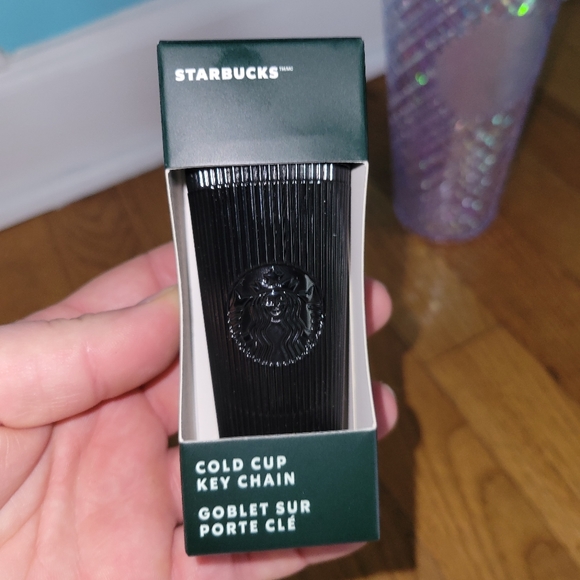 STARBUCKS
COLD CUP
KEY CHAIN
GOBLET SUR
PORTE CLÉ